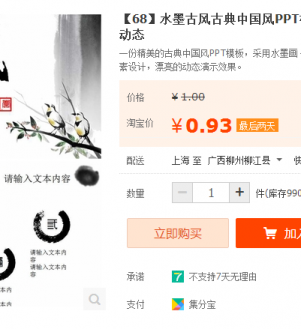 【68】水墨古风古典中国风PPT
动态
一份精美的古典中国风PPT模板，采用水墨画
素设计，漂亮的动态演示效果。
价格 ¥ 1.00
淘宝价 ¥ 0.93 最后两天
配送 上海 至 广西柳州柳江县 快
数量 － 1 + 件(库存990
立即购买 加入
承诺 7 不支持7天无理由
支付 集分宝
请输入文本内容
贰
请输入文本内
容
请输入文本内
容